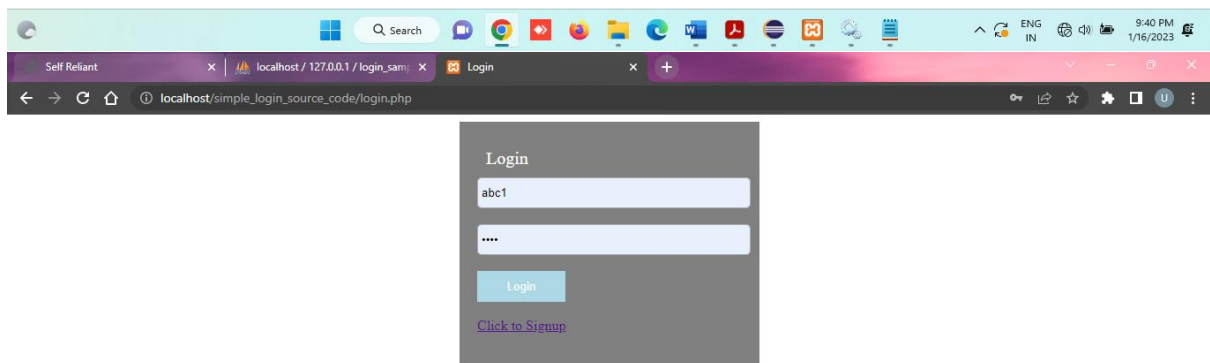 Search
ENG
IN
9:40 PM
1/16/2023
Self Reliant
localhost / 127.0.0.1 / login_sam
Login
localhost/simple_login_source_code/login.php
U
Login
abc1
••••
Login
Click to Signup